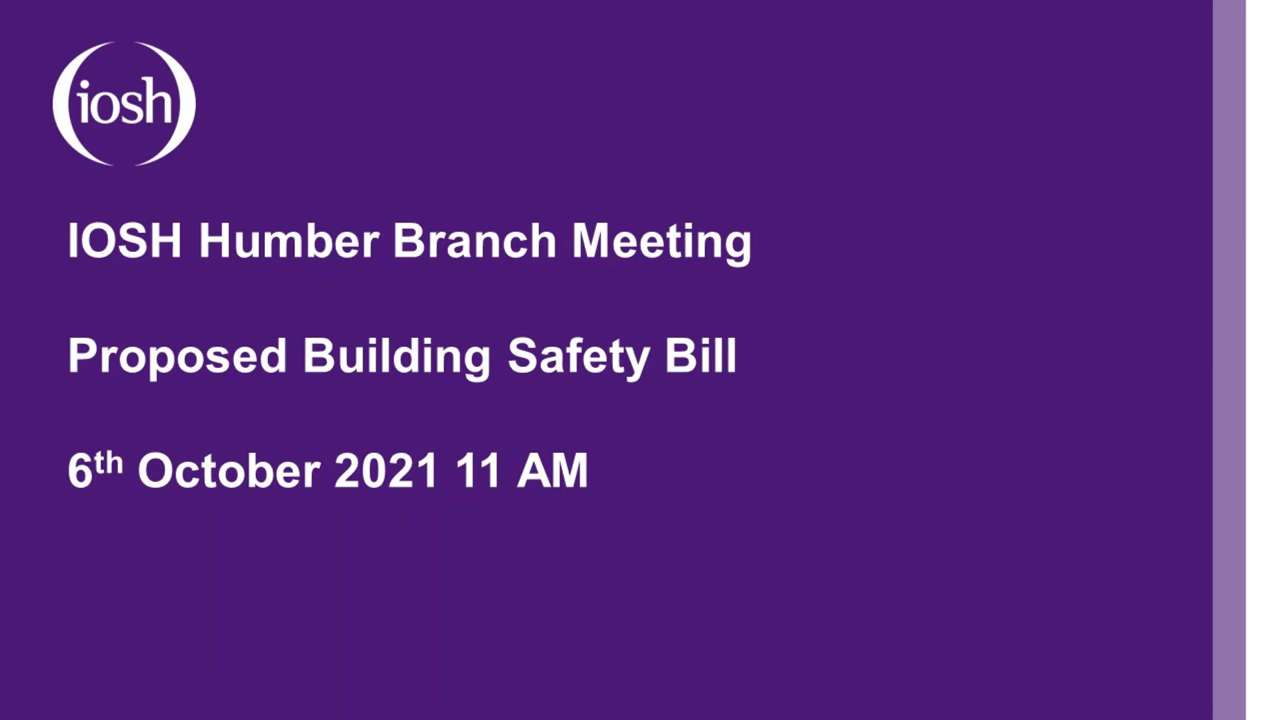 iosh
IOSH Humber Branch Meeting
Proposed Building Safety Bill
6th October 2021 11 AM